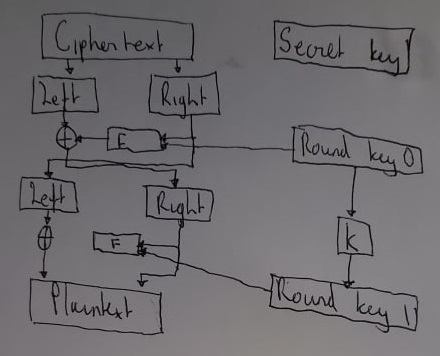 Ciphertext
Secret key
Left
Right
F
Round key 0
Left
Right
K
F
Plaintext
Round key 1